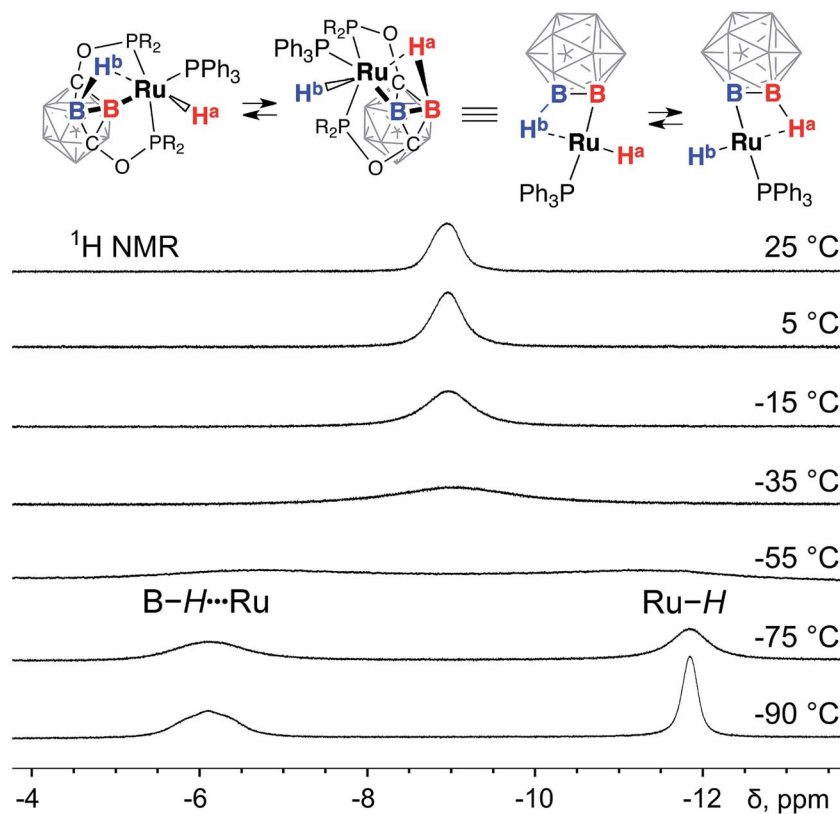 O PR₂ Hᵇ C Ru PPh₃ B B Hᵃ C O PR₂
R₂P O Hᵃ Ph₃P Ru C Hᵇ B B R₂P C O
B B Hᵇ Ru Hᵃ Ph₃P
B B Hᵇ Ru Hᵃ PPh₃
¹H NMR
25 °C
5 °C
-15 °C
-35 °C
-55 °C
B–H···Ru Ru–H
-75 °C
-90 °C
-4 -6 -8 -10 -12 δ, ppm